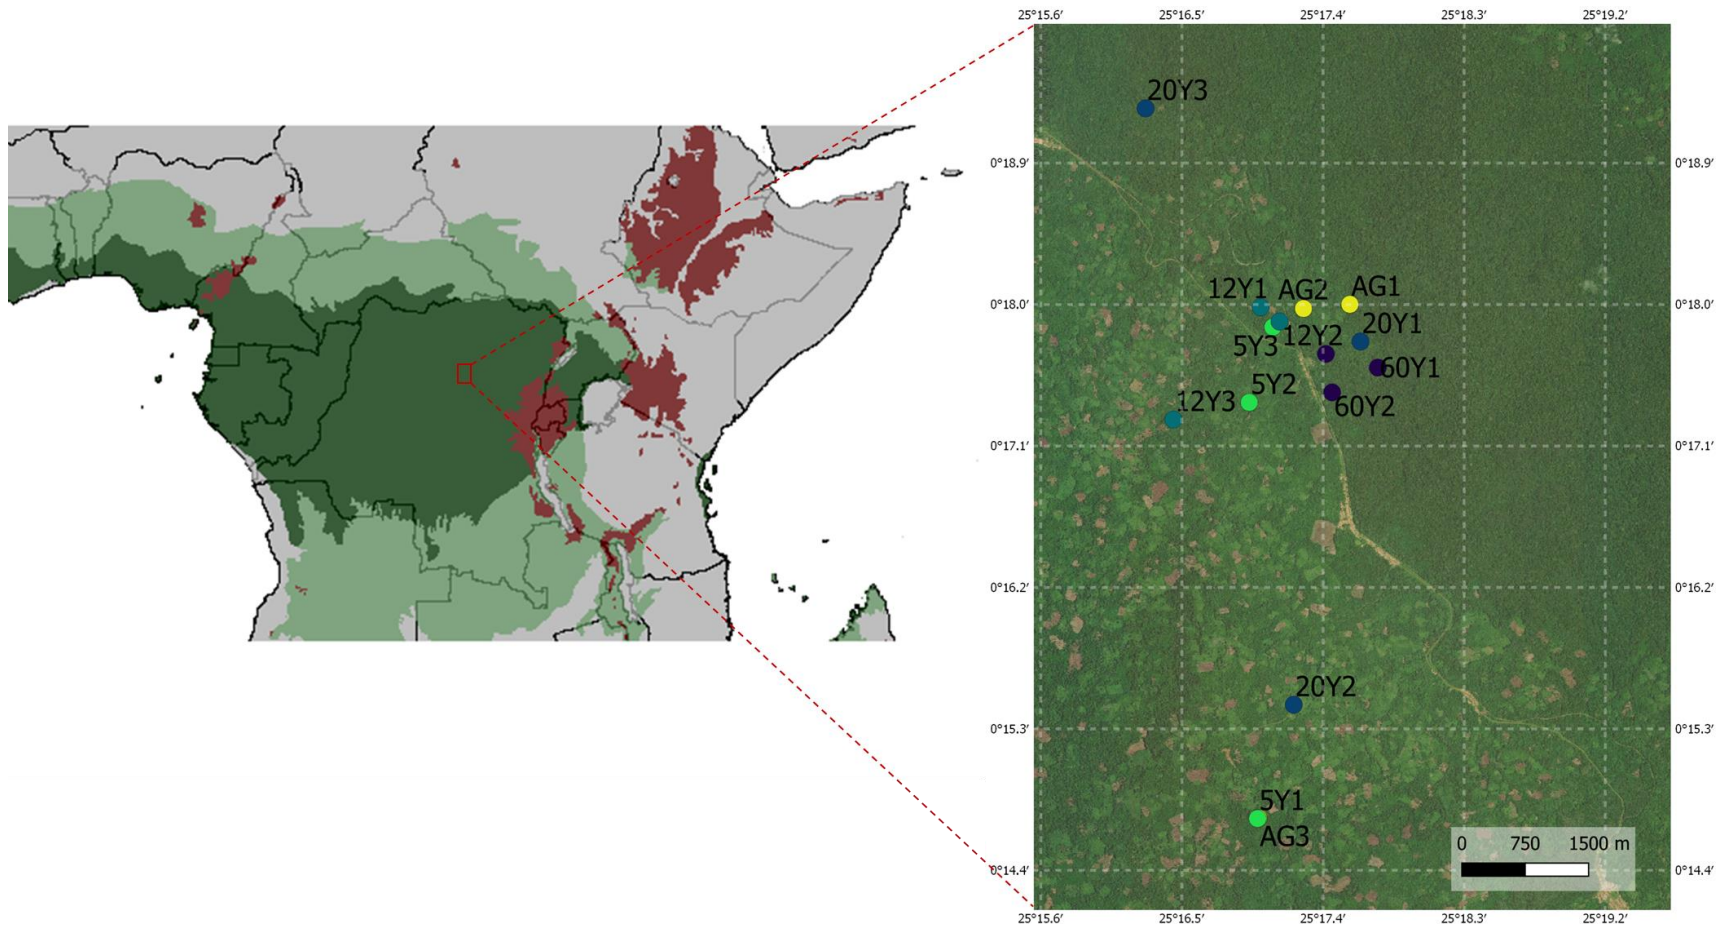 25°15.6′ 25°16.5′ 25°17.4′ 25°18.3′ 25°19.2′
20Y3
0°18.9′ 0°18.9′
12Y1 AG2 AG1
0°18.0′ 0°18.0′
5Y3 12Y2 20Y1
60Y1
12Y3 5Y2 60Y2
0°17.1′ 0°17.1′
0°16.2′ 0°16.2′
20Y2
0°15.3′ 0°15.3′
5Y1
AG3
0 750 1500 m
0°14.4′ 0°14.4′
25°15.6′ 25°16.5′ 25°17.4′ 25°18.3′ 25°19.2′